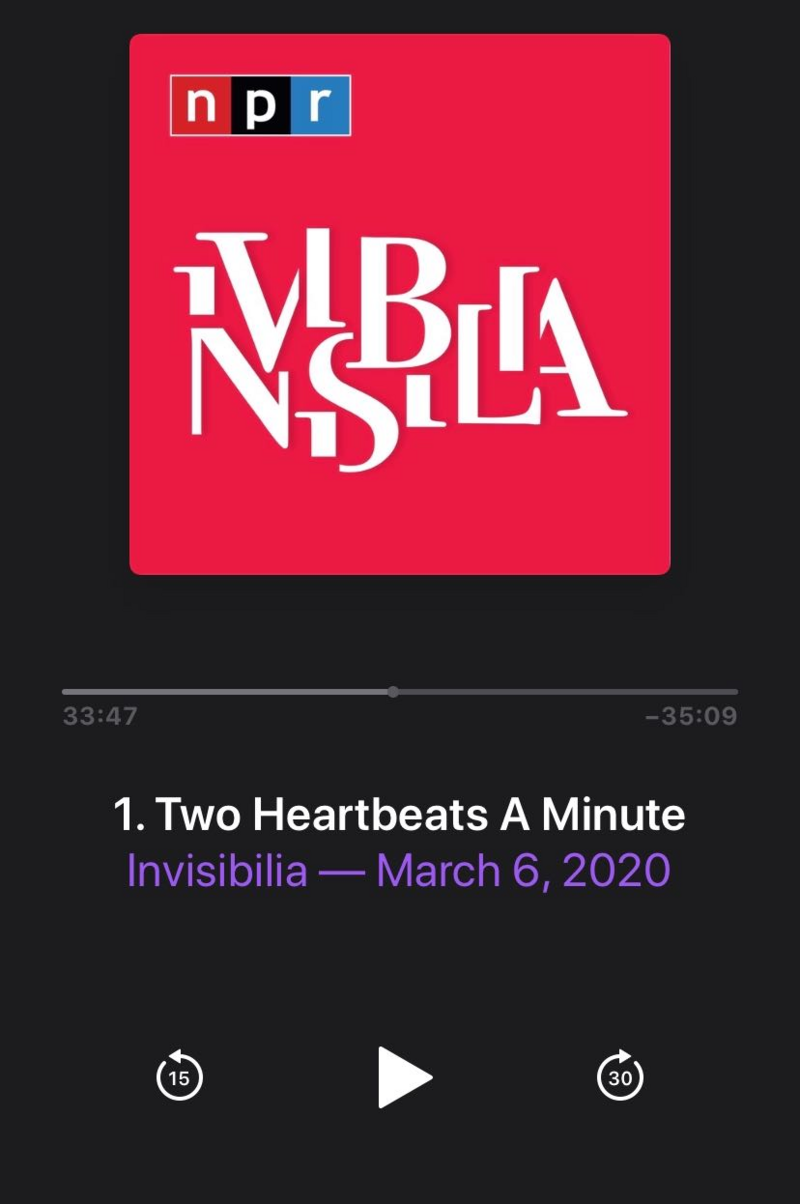 npr
INVISIBILIA
33:47
–35:09
1. Two Heartbeats A Minute
Invisibilia — March 6, 2020
15
30